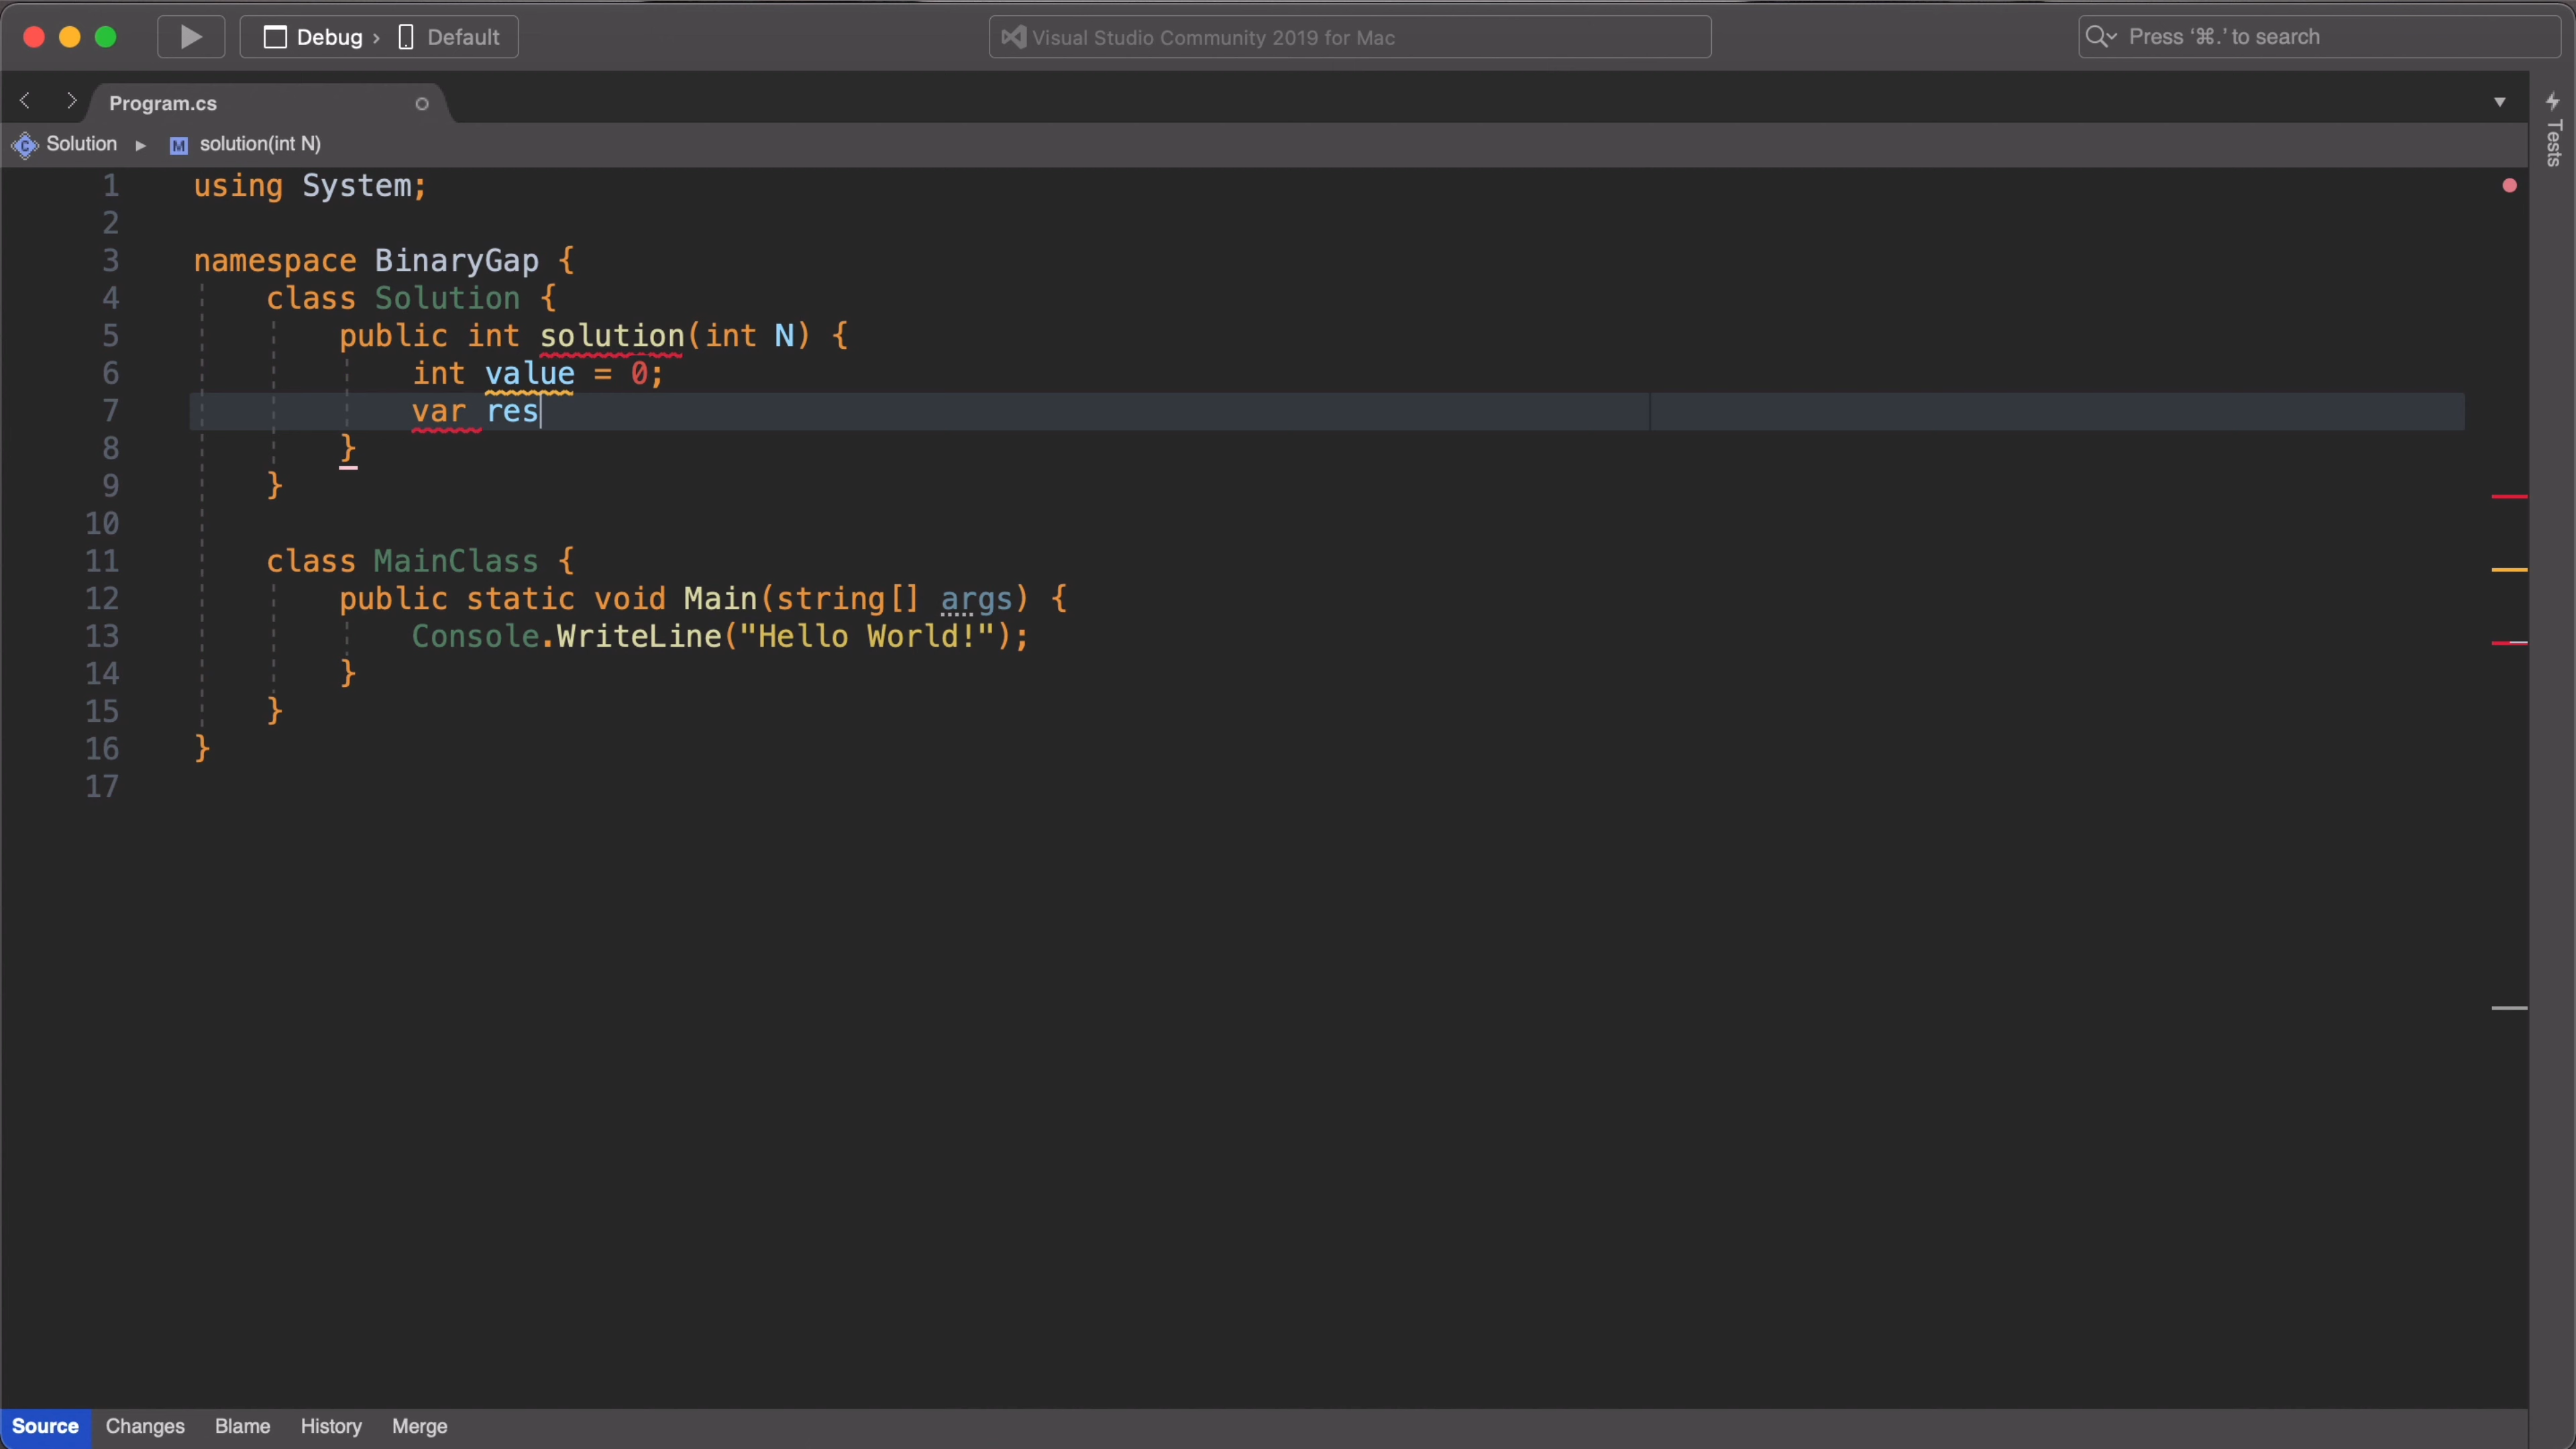 Debug › Default
Visual Studio Community 2019 for Mac
Press ‘⌘.’ to search
Program.cs
Tests
Solution ▸ M solution(int N)
1 using System;
2
3 namespace BinaryGap {
4     class Solution {
5         public int solution(int N) {
6             int value = 0;
7             var res
8         }
9     }
10
11     class MainClass {
12         public static void Main(string[] args) {
13             Console.WriteLine("Hello World!");
14         }
15     }
16 }
17
Source Changes Blame History Merge